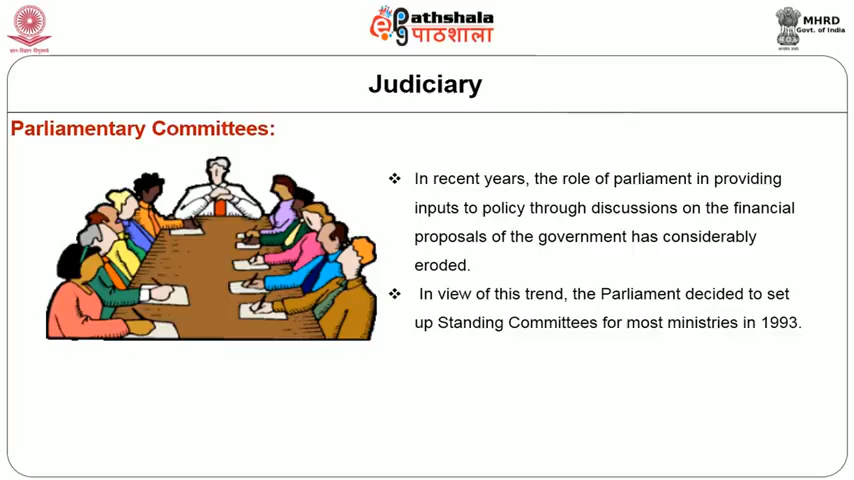 ePathshala
पाठशाला
MHRD
Govt. of India
Judiciary
Parliamentary Committees:
❖ In recent years, the role of parliament in providing
inputs to policy through discussions on the financial
proposals of the government has considerably
eroded.
❖ In view of this trend, the Parliament decided to set
up Standing Committees for most ministries in 1993.